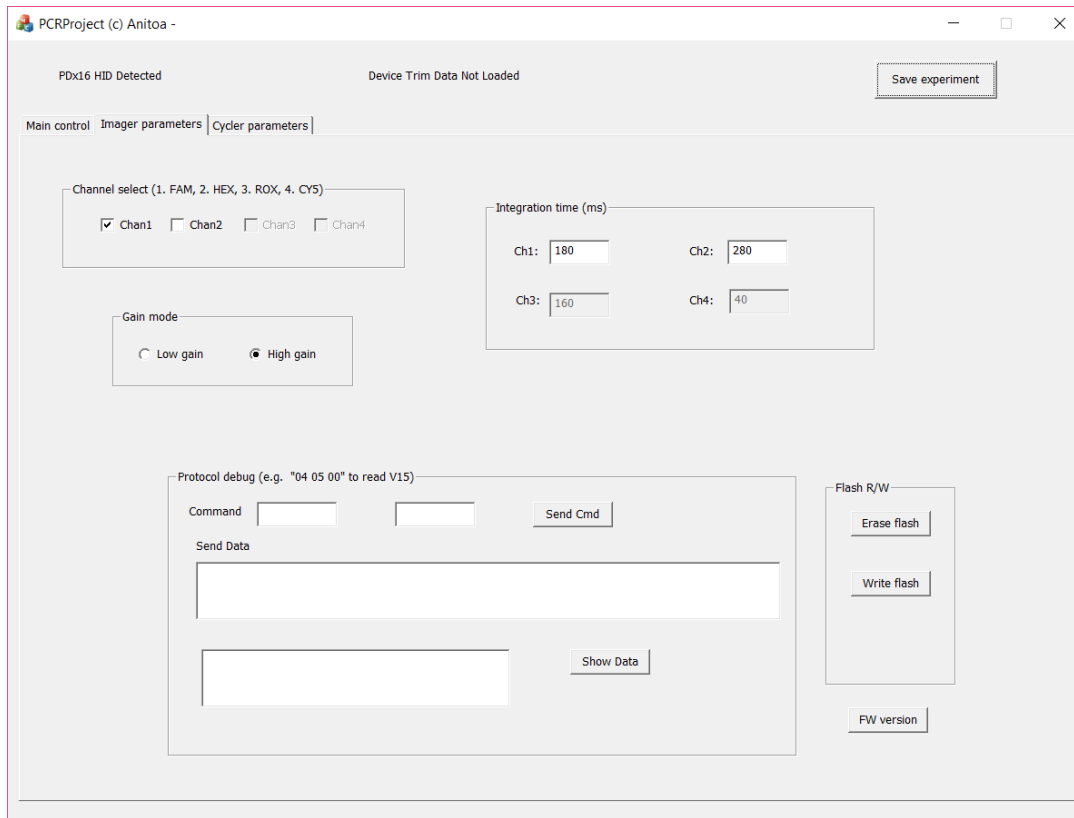 PCRProject (c) Anitoa -
PDx16 HID Detected
Device Trim Data Not Loaded
Save experiment
Main control
Imager parameters
Cycler parameters
Channel select (1. FAM, 2. HEX, 3. ROX, 4. CY5)
Chan1
Chan2
Chan3
Chan4
Integration time (ms)
Ch1: 180
Ch2: 280
Ch3: 160
Ch4: 40
Gain mode
Low gain
High gain
Protocol debug (e.g. "04 05 00" to read V15)
Command
Send Cmd
Send Data
Show Data
Flash R/W
Erase flash
Write flash
FW version